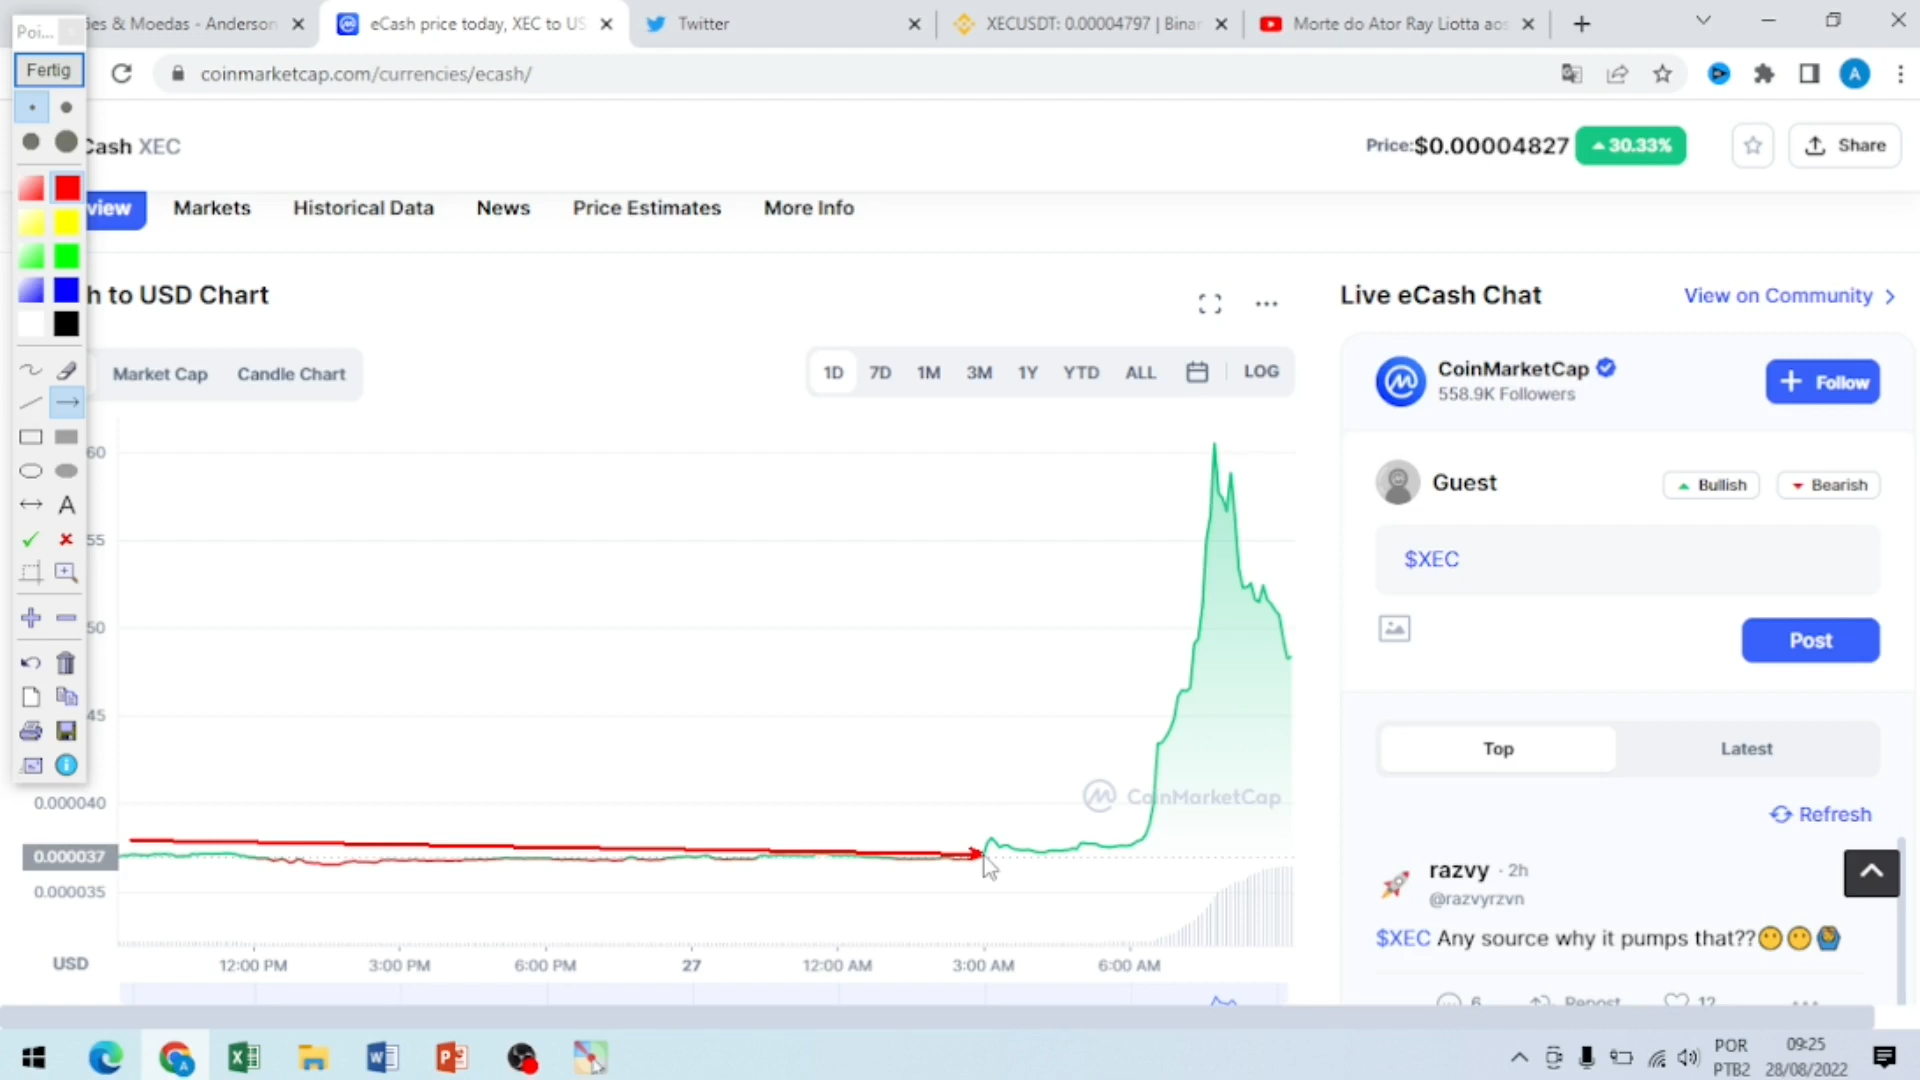 Poi...
ies & Moedas - Anderson
eCash price today, XEC to US
Twitter
XECUSDT: 0.00004797 | Binan
Morte do Ator Ray Liotta aos
Fertig
coinmarketcap.com/currencies/ecash/
A
Cash XEC
Price:$0.00004827
30.33%
Share
view
Markets
Historical Data
News
Price Estimates
More Info
h to USD Chart
Live eCash Chat
View on Community
Market Cap
Candle Chart
1D
7D
1M
3M
1Y
YTD
ALL
LOG
CoinMarketCap
558.9K Followers
Follow
Guest
Bullish
Bearish
$XEC
Post
60
55
50
45
0.000040
0.000037
0.000035
A
CoinMarketCap
USD
12:00 PM
3:00 PM
6:00 PM
27
12:00 AM
3:00 AM
6:00 AM
Top
Latest
Refresh
razvy · 2h
@razvyrzvn
$XEC Any source why it pumps that??😶😶🤷
6
Repost
12
POR
PTB2
09:25
28/08/2022